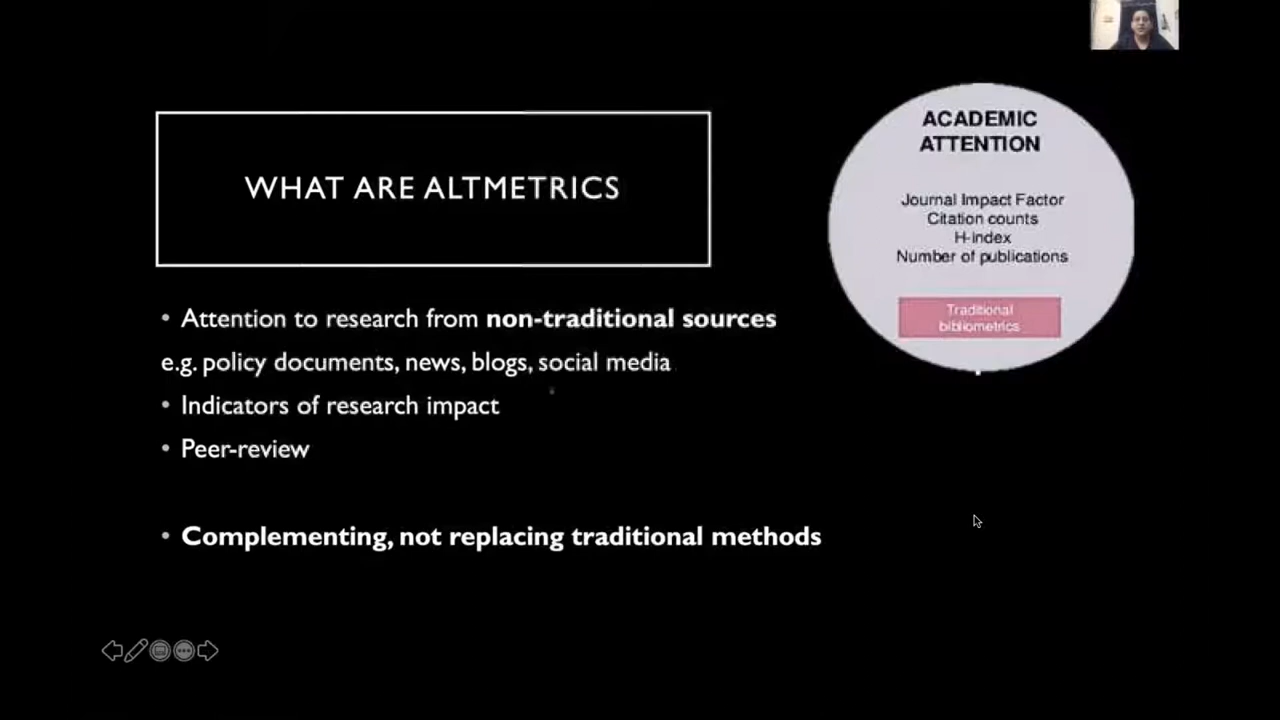 WHAT ARE ALTMETRICS
• Attention to research from non-traditional sources
e.g. policy documents, news, blogs, social media
• Indicators of research impact
• Peer-review
• Complementing, not replacing traditional methods
ACADEMIC
ATTENTION
Journal Impact Factor
Citation counts
H-index
Number of publications
Traditional
bibliometrics